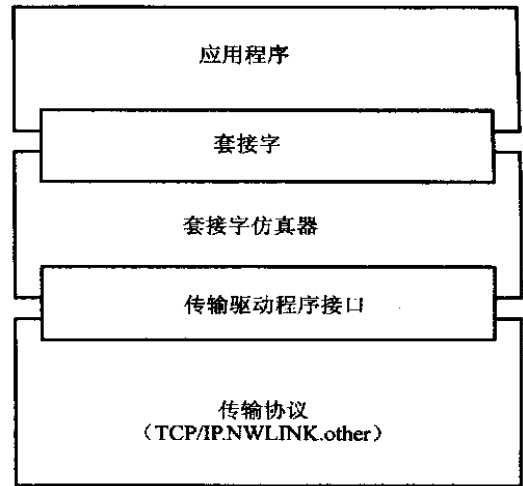 应用程序
套接字
套接字仿真器
传输驱动程序接口
传输协议
（TCP/IP.NWLINK.other）